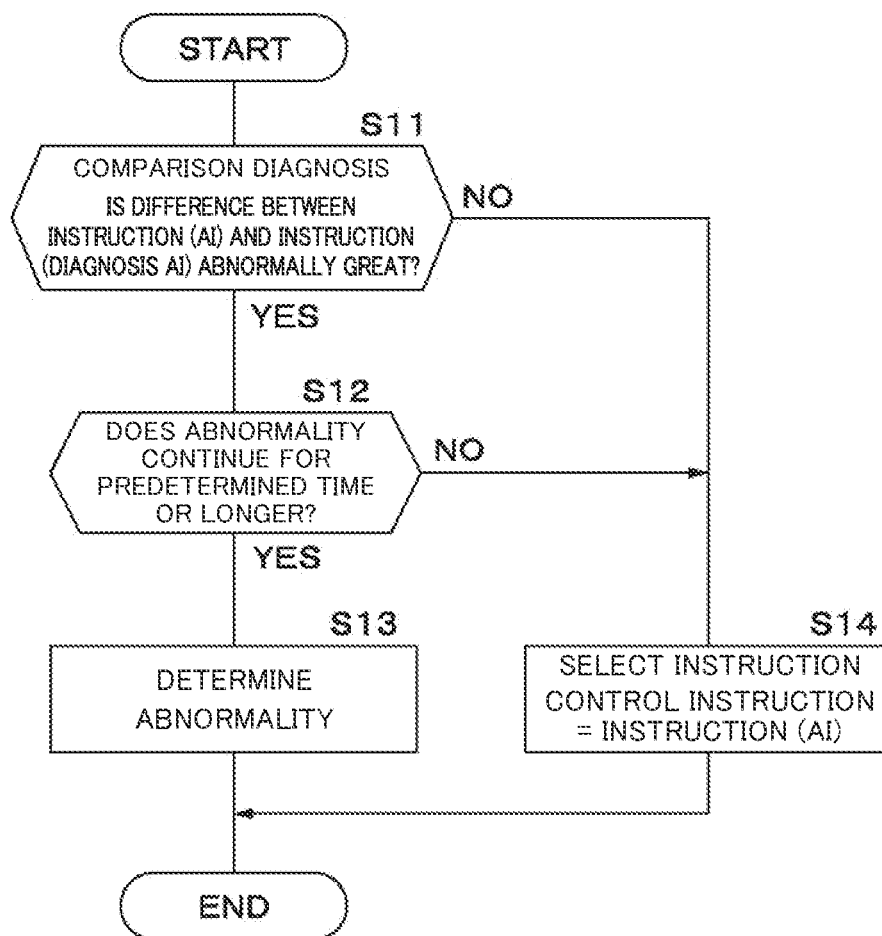 START
S11
COMPARISON DIAGNOSIS
IS DIFFERENCE BETWEEN
INSTRUCTION (AI) AND INSTRUCTION
(DIAGNOSIS AI) ABNORMALLY GREAT?
NO
YES
S12
DOES ABNORMALITY
CONTINUE FOR
PREDETERMINED TIME
OR LONGER?
NO
YES
S13
DETERMINE
ABNORMALITY
S14
SELECT INSTRUCTION
CONTROL INSTRUCTION
= INSTRUCTION (AI)
END